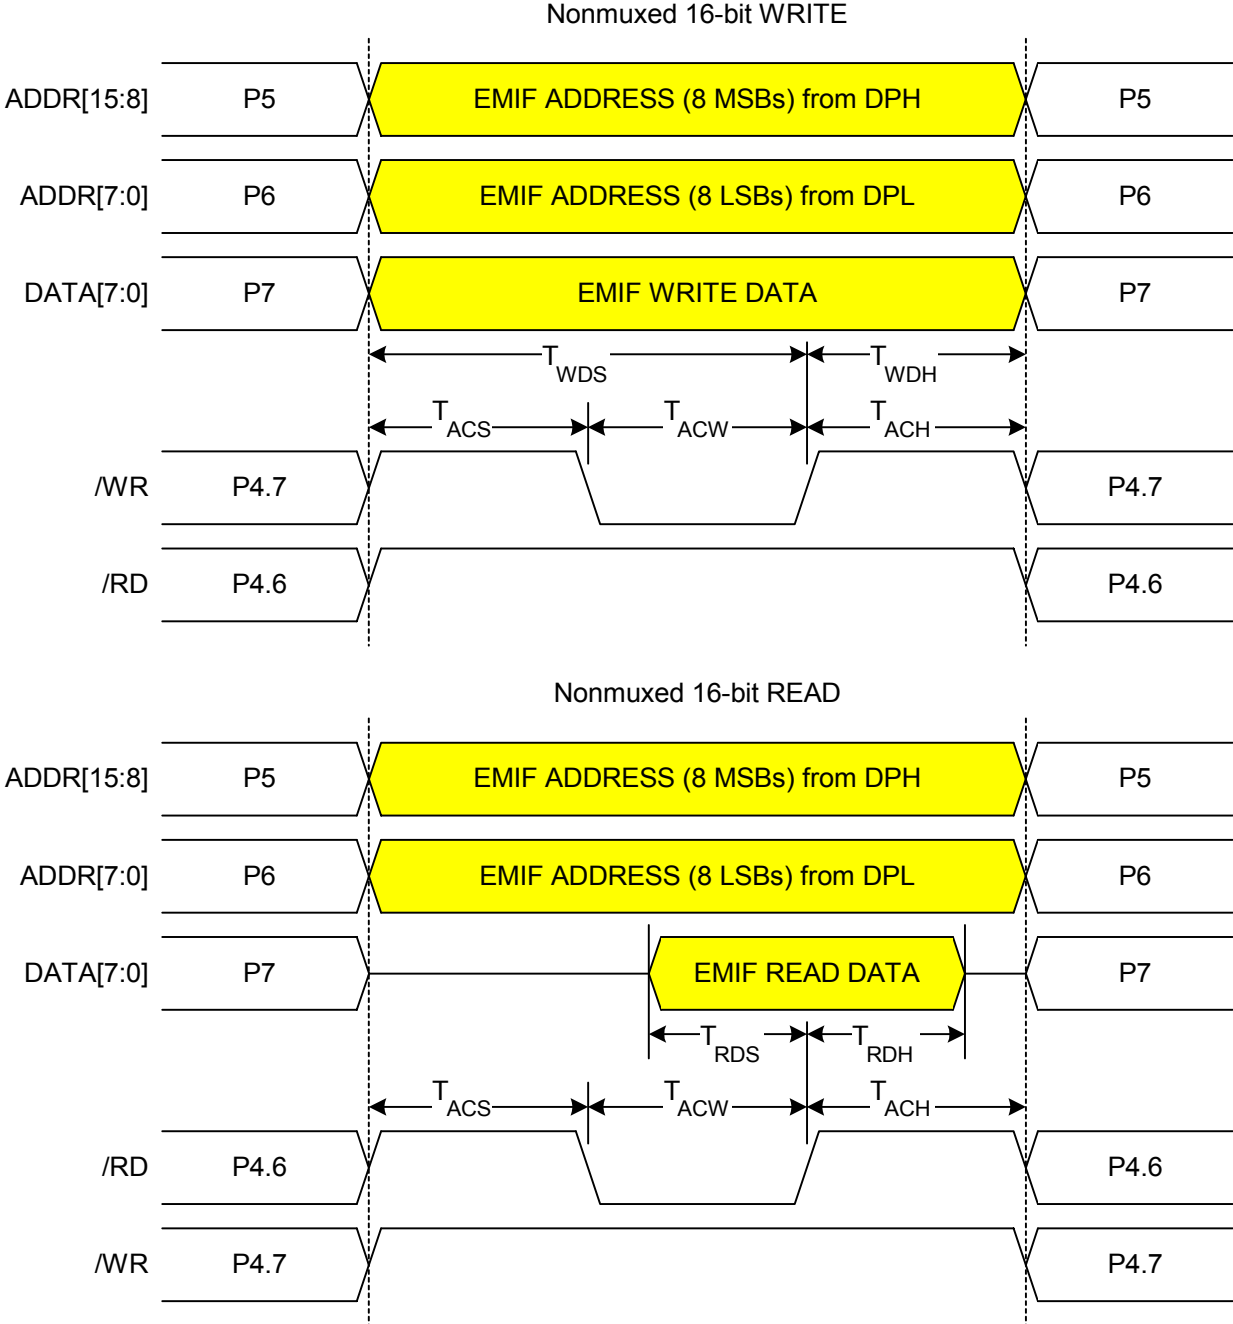 Nonmuxed 16-bit WRITE
ADDR[15:8] P5 EMIF ADDRESS (8 MSBs) from DPH P5
ADDR[7:0] P6 EMIF ADDRESS (8 LSBs) from DPL P6
DATA[7:0] P7 EMIF WRITE DATA P7
TWDS TWDH
TACS TACW TACH
/WR P4.7 P4.7
/RD P4.6 P4.6
Nonmuxed 16-bit READ
ADDR[15:8] P5 EMIF ADDRESS (8 MSBs) from DPH P5
ADDR[7:0] P6 EMIF ADDRESS (8 LSBs) from DPL P6
DATA[7:0] P7 EMIF READ DATA P7
TRDS TRDH
TACS TACW TACH
/RD P4.6 P4.6
/WR P4.7 P4.7